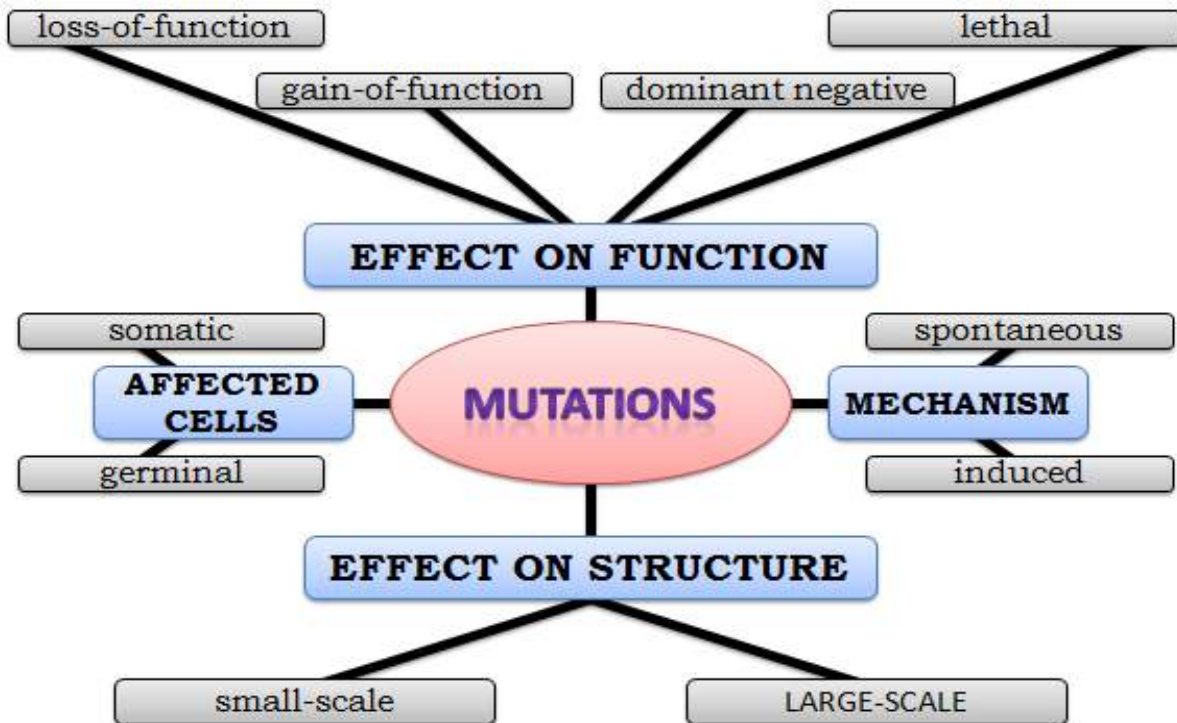 loss-of-function
lethal
gain-of-function
dominant negative
EFFECT ON FUNCTION
somatic
spontaneous
AFFECTED
CELLS
MUTATIONS
MECHANISM
germinal
induced
EFFECT ON STRUCTURE
small-scale
LARGE-SCALE